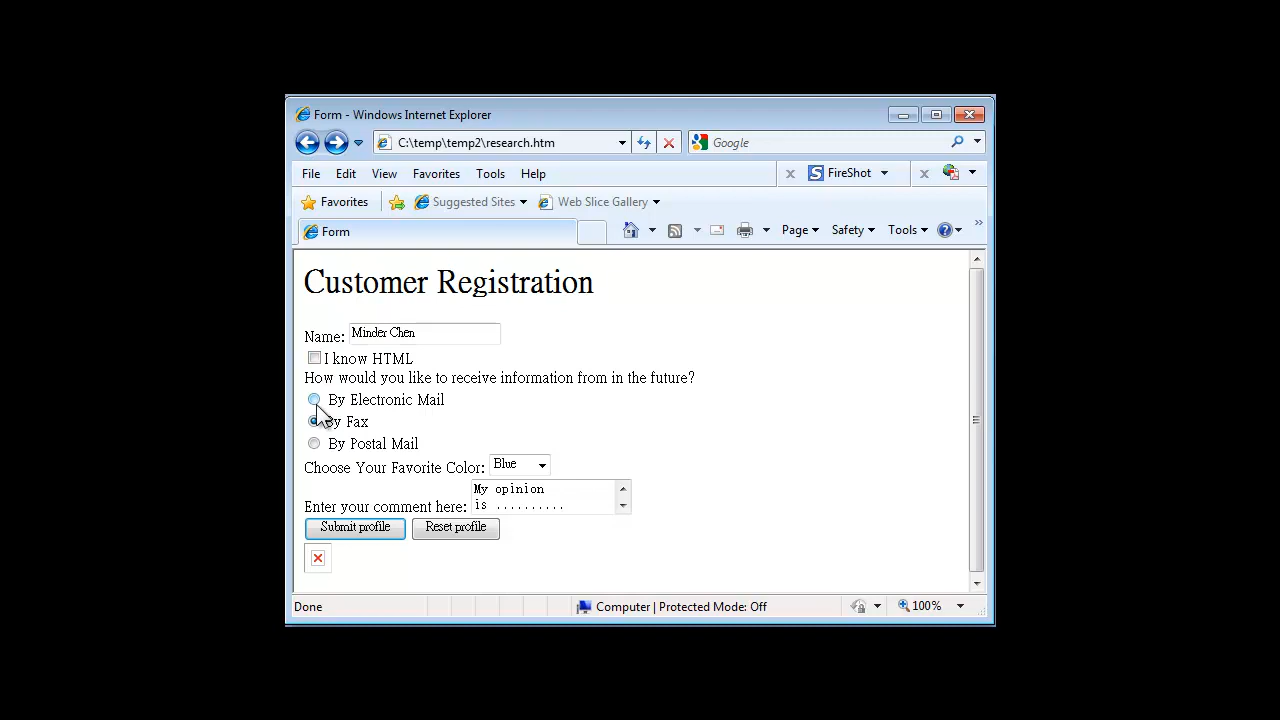 Form - Windows Internet Explorer
C:\temp\temp2\research.htm
Google
File Edit View Favorites Tools Help
FireShot
Favorites Suggested Sites Web Slice Gallery
Form
Page Safety Tools
Customer Registration
Name: Minder Chen
I know HTML
How would you like to receive information from in the future?
By Electronic Mail
By Fax
By Postal Mail
Choose Your Favorite Color: Blue
My opinion
Enter your comment here: is ..........
Submit profile Reset profile
Done Computer | Protected Mode: Off 100%